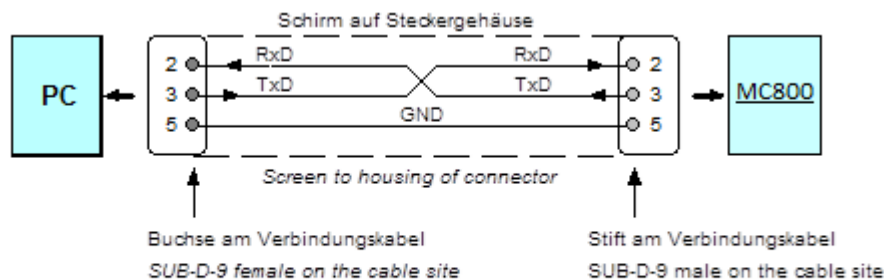 Schirm auf Steckergehäuse
RxD RxD
2 2
PC 3 TxD TxD 3 MC800
GND
5 5
Screen to housing of connector
Buchse am Verbindungskabel Stift am Verbindungskabel
SUB-D-9 female on the cable site SUB-D-9 male on the cable site